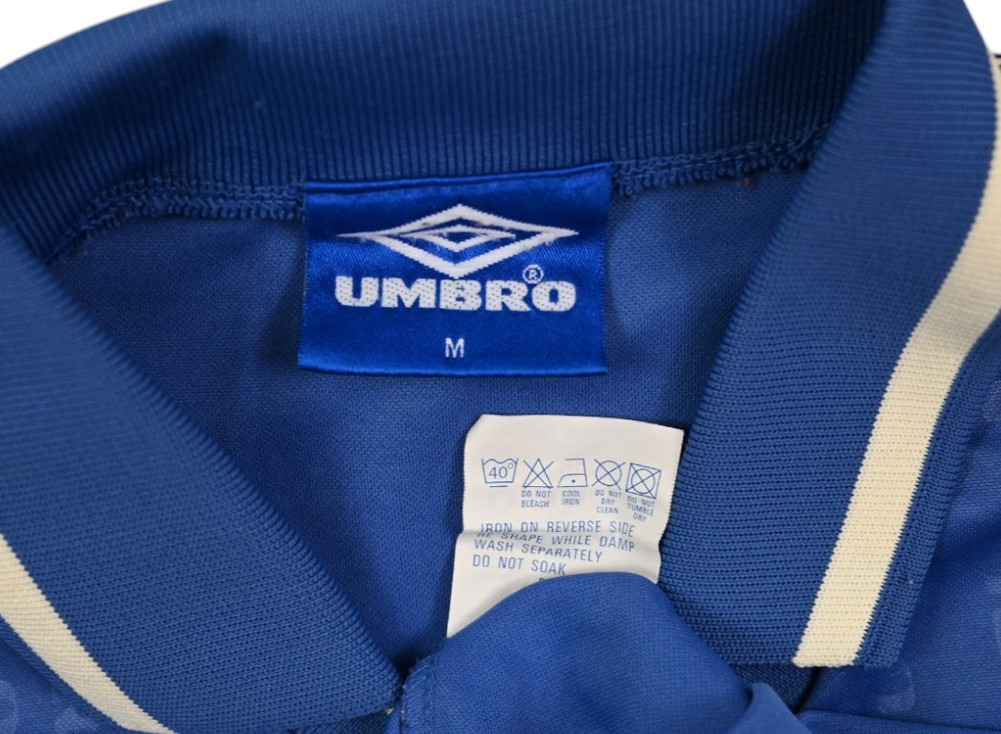 UMBRO®
M
40°
DO NOT BLEACH
COOL IRON
DO NOT DRY CLEAN
DO NOT TUMBLE DRY
IRON ON REVERSE SIDE
RE SHAPE WHILE DAMP
WASH SEPARATELY
DO NOT SOAK